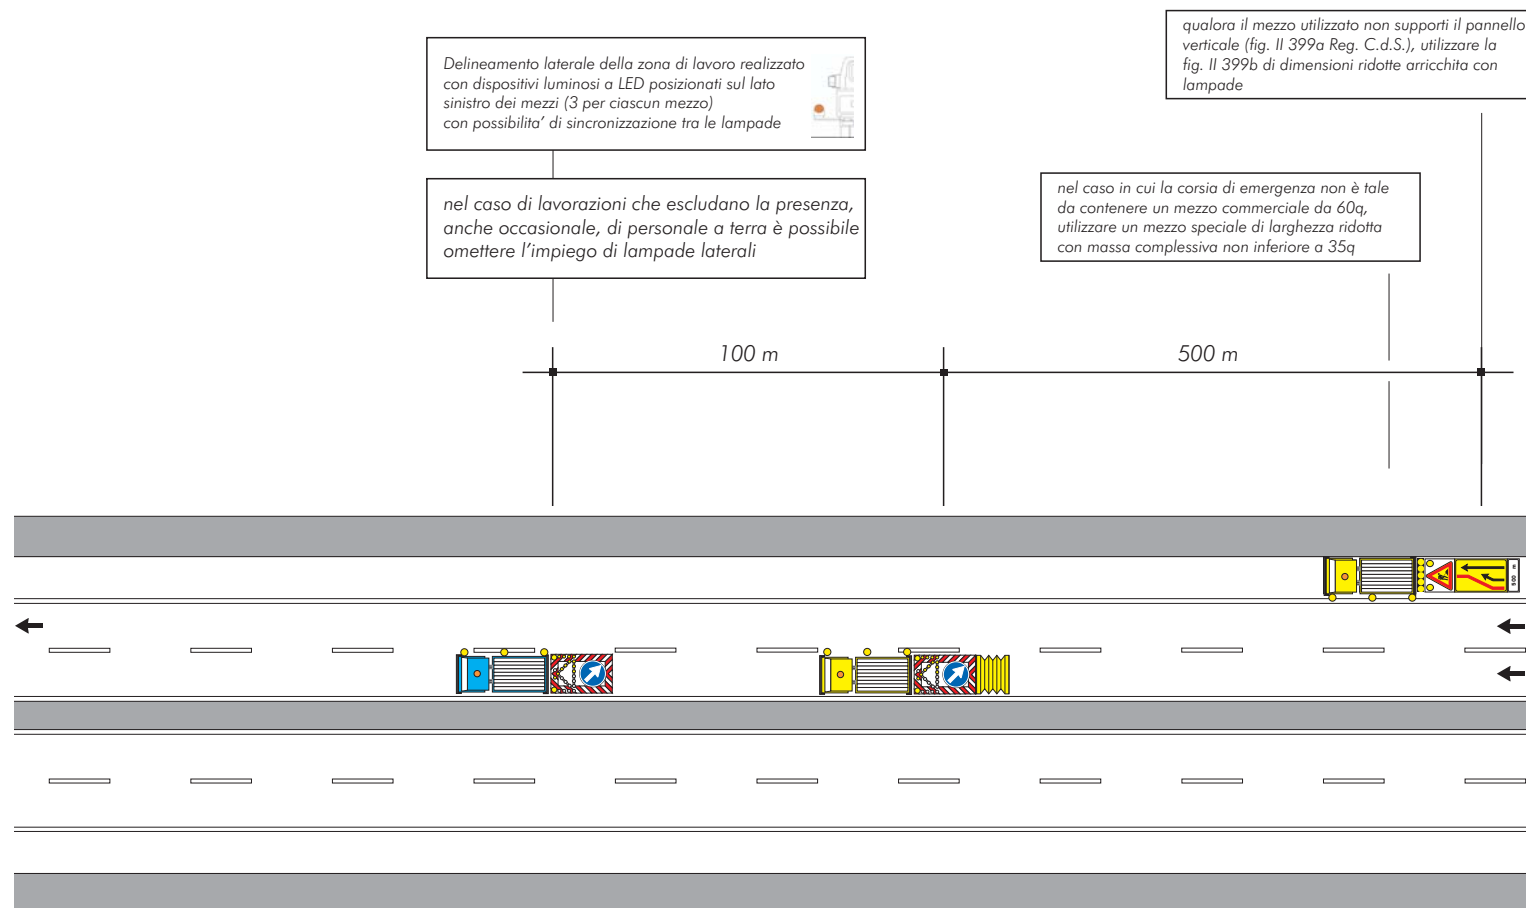 qualora il mezzo utilizzato non supporti il pannello
verticale (fig. II 399a Reg. C.d.S.), utilizzare la
fig. II 399b di dimensioni ridotte arricchita con
lampade
Delineamento laterale della zona di lavoro realizzato
con dispositivi luminosi a LED posizionati sul lato
sinistro dei mezzi (3 per ciascun mezzo)
con possibilita' di sincronizzazione tra le lampade
nel caso di lavorazioni che escludano la presenza,
anche occasionale, di personale a terra è possibile
omettere l'impiego di lampade laterali
nel caso in cui la corsia di emergenza non è tale
da contenere un mezzo commerciale da 60q,
utilizzare un mezzo speciale di larghezza ridotta
con massa complessiva non inferiore a 35q
100 m
500 m
500 m